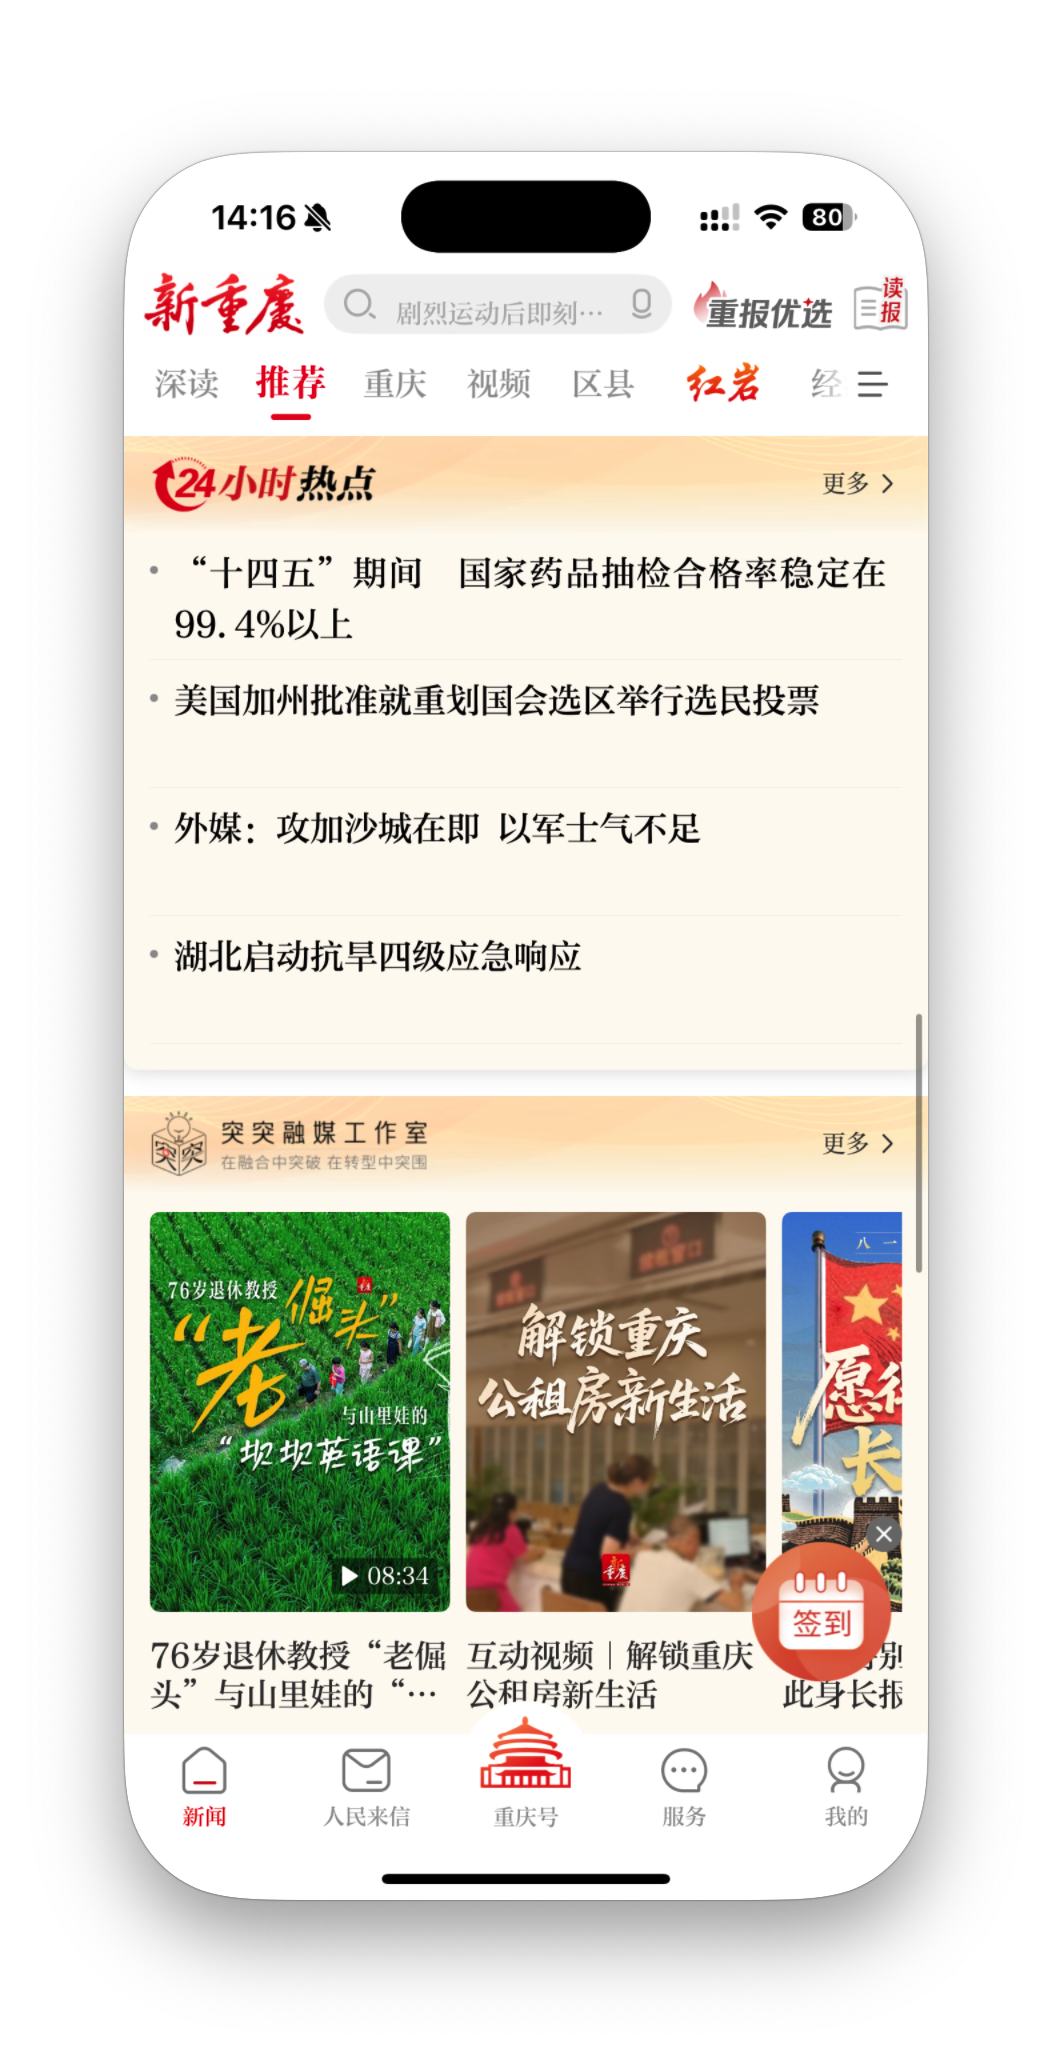 14:16
80
新重庆
剧烈运动后即刻…
重报优选
读报
深读 推荐 重庆 视频 区县 红岩 经
24小时热点
更多
“十四五”期间 国家药品抽检合格率稳定在
99.4%以上
美国加州批准就重划国会选区举行选民投票
外媒：攻加沙城在即 以军士气不足
湖北启动抗旱四级应急响应
突突
突突融媒工作室
在融合中突破 在转型中突围
更多
76岁退休教授
“老倔头”
与山里娃的
“坝坝英语课”
08:34
解锁重庆
公租房新生活
新重庆
八一
愿
长
76岁退休教授“老倔
头”与山里娃的“…
互动视频｜解锁重庆
公租房新生活
别
此身长报
签到
新闻
人民来信
重庆号
服务
我的